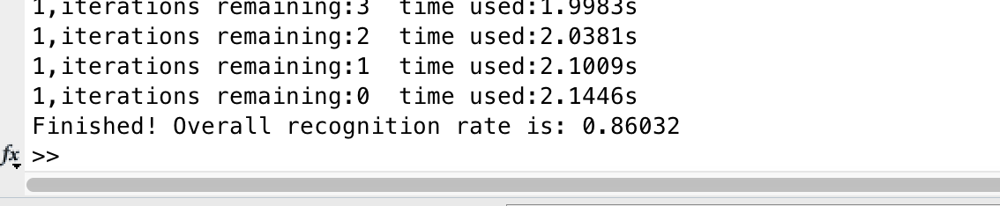 1,iterations remaining:3  time used:1.9983s
1,iterations remaining:2  time used:2.0381s
1,iterations remaining:1  time used:2.1009s
1,iterations remaining:0  time used:2.1446s
Finished! Overall recognition rate is: 0.86032
fx >>